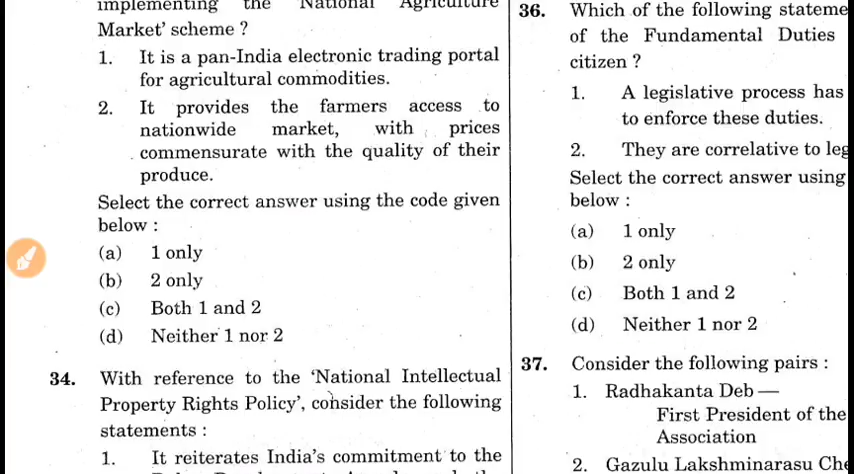 implementing the 'National Agriculture
Market' scheme ?
1. It is a pan-India electronic trading portal
for agricultural commodities.
2. It provides the farmers access to
nationwide market, with prices
commensurate with the quality of their
produce.
Select the correct answer using the code given
below :
(a) 1 only
(b) 2 only
(c) Both 1 and 2
(d) Neither 1 nor 2
34. With reference to the 'National Intellectual
Property Rights Policy', consider the following
statements :
1. It reiterates India's commitment to the
36. Which of the following stateme
of the Fundamental Duties
citizen ?
1. A legislative process has
to enforce these duties.
2. They are correlative to leg
Select the correct answer using
below :
(a) 1 only
(b) 2 only
(c) Both 1 and 2
(d) Neither 1 nor 2
37. Consider the following pairs :
1. Radhakanta Deb —
First President of the
Association
2. Gazulu Lakshminarasu Che